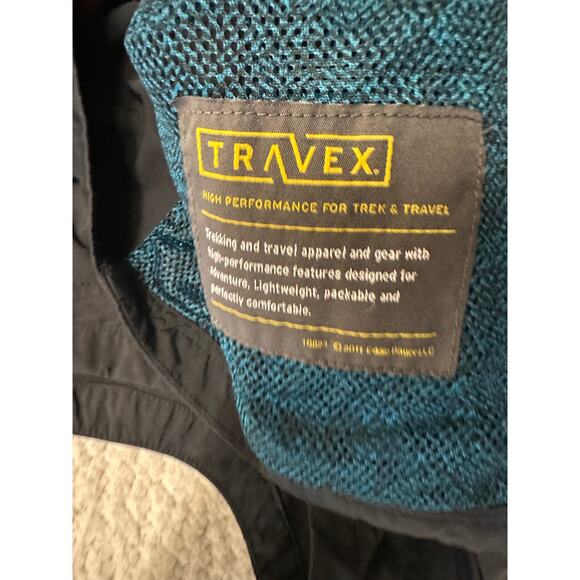 TRAVEX®
HIGH PERFORMANCE FOR TREK & TRAVEL
Trekking and travel apparel and gear with
high-performance features designed for
adventure. Lightweight, packable and
perfectly comfortable.
©2011 Eddie Bauer LLC